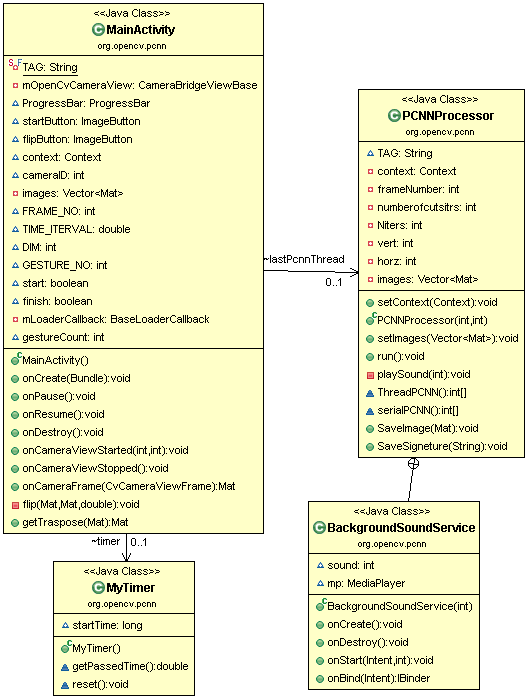 <<Java Class>>
MainActivity
org.opencv.pcnn
TAG: String
mOpenCvCameraView: CameraBridgeViewBase
ProgressBar: ProgressBar
startButton: ImageButton
flipButton: ImageButton
context: Context
cameraID: int
images: Vector<Mat>
FRAME_NO: int
TIME_ITERVAL: double
DIM: int
GESTURE_NO: int
start: boolean
finish: boolean
mLoaderCallback: BaseLoaderCallback
gestureCount: int
MainActivity()
onCreate(Bundle):void
onPause():void
onResume():void
onDestroy():void
onCameraViewStarted(int,int):void
onCameraViewStopped():void
onCameraFrame(CvCameraViewFrame):Mat
flip(Mat,Mat,double):void
getTraspose(Mat):Mat
~lastPcnnThread
0..1
<<Java Class>>
PCNNProcessor
org.opencv.pcnn
TAG: String
context: Context
frameNumber: int
numberofcutsitrs: int
Niters: int
vert: int
horz: int
images: Vector<Mat>
setContext(Context):void
PCNNProcessor(int,int)
setImages(Vector<Mat>):void
run():void
playSound(int):void
ThreadPCNN():int[]
serialPCNN():int[]
SaveImage(Mat):void
SaveSigneture(String):void
~timer 0..1
<<Java Class>>
MyTimer
org.opencv.pcnn
startTime: long
MyTimer()
getPassedTime():double
reset():void
<<Java Class>>
BackgroundSoundService
org.opencv.pcnn
sound: int
mp: MediaPlayer
BackgroundSoundService(int)
onCreate():void
onDestroy():void
onStart(Intent,int):void
onBind(Intent):IBinder